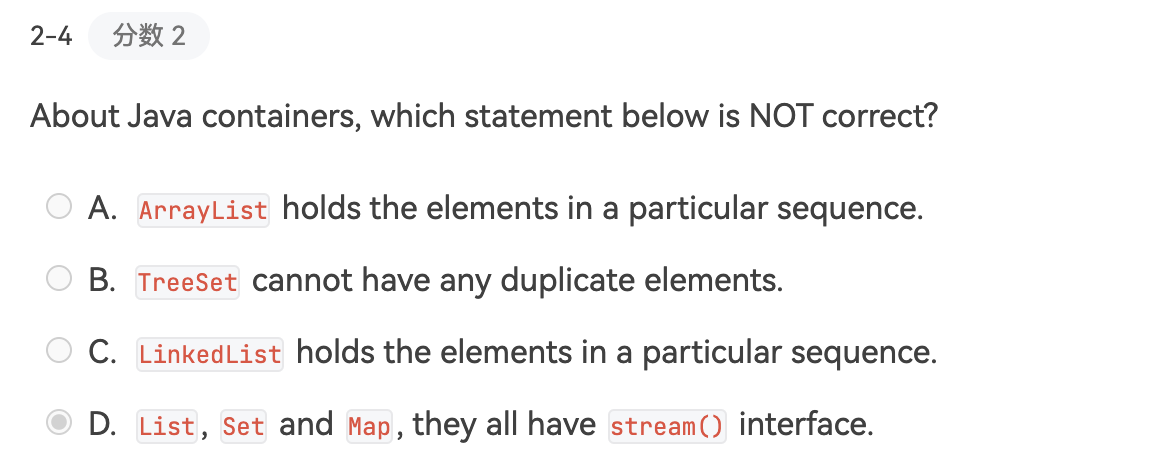 2-4 分数 2
About Java containers, which statement below is NOT correct?
A. ArrayList holds the elements in a particular sequence.
B. TreeSet cannot have any duplicate elements.
C. LinkedList holds the elements in a particular sequence.
D. List, Set and Map, they all have stream() interface.